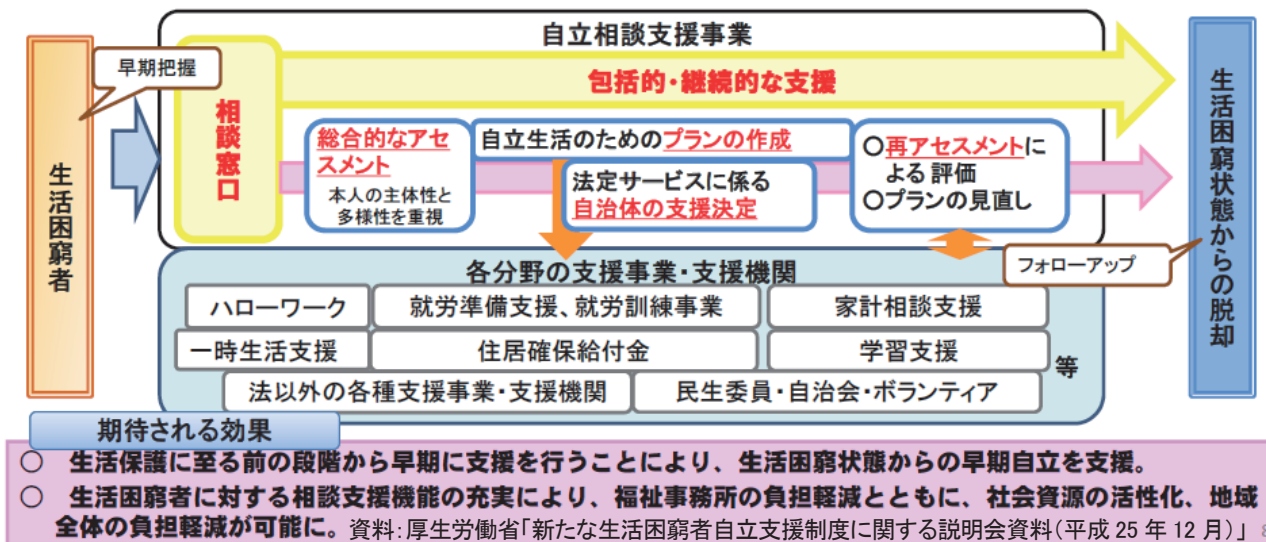 自立相談支援事業
早期把握
包括的・継続的な支援
生活困窮者
相談窓口
総合的なアセ
スメント
本人の主体性と
多様性を重視
自立生活のためのプランの作成
法定サービスに係る
自治体の支援決定
○再アセスメントに
よる 評価
○プランの見直し
生活困窮状態からの脱却
フォローアップ
各分野の支援事業・支援機関
ハローワーク
就労準備支援、就労訓練事業
家計相談支援
一時生活支援
住居確保給付金
学習支援
等
法以外の各種支援事業・支援機関
民生委員・自治会・ボランティア
期待される効果
○ 生活保護に至る前の段階から早期に支援を行うことにより、生活困窮状態からの早期自立を支援。
○ 生活困窮者に対する相談支援機能の充実により、福祉事務所の負担軽減とともに、社会資源の活性化、地域
全体の負担軽減が可能に。資料:厚生労働省「新たな生活困窮者自立支援制度に関する説明会資料(平成 25 年 12 月)」